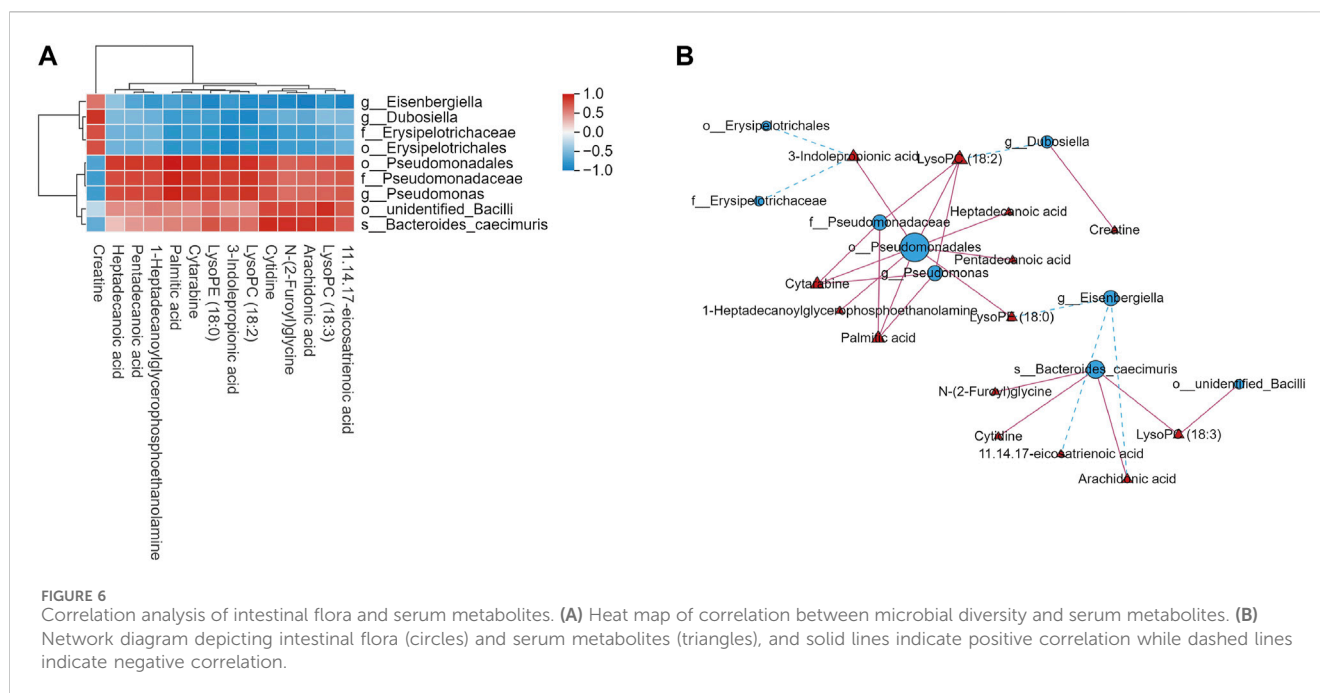 A
1.0
0.5
0.0
−0.5
−1.0
g__Eisenbergiella
g__Dubosiella
f__Erysipelotrichaceae
o__Erysipelotrichales
o__Pseudomonadales
f__Pseudomonadaceae
g__Pseudomonas
o__unidentified_Bacilli
s__Bacteroides_caecimuris
Creatine
Heptadecanoic acid
Pentadecanoic acid
1-Heptadecanoylglycerophosphoethanolamine
Palmitic acid
Cytarabine
LysoPE (18:0)
3-Indolepropionic acid
LysoPC (18:2)
Cytidine
N-(2-Furoyl)glycine
Arachidonic acid
LysoPC (18:3)
11.14.17-eicosatrienoic acid
B
o__Erysipelotrichales
g__Dubosiella
3-Indolepropionic acid
LysoPC (18:2)
f__Erysipelotrichaceae
Heptadecanoic acid
f__Pseudomonadaceae
Creatine
o__Pseudomonadales
Pentadecanoic acid
g__Pseudomonas
Cytarabine
g__Eisenbergiella
1-Heptadecanoylglycerophosphoethanolamine
LysoPE (18:0)
Palmitic acid
s__Bacteroides_caecimuris
o__unidentified_Bacilli
N-(2-Furoyl)glycine
Cytidine
LysoPC (18:3)
11.14.17-eicosatrienoic acid
Arachidonic acid
FIGURE 6
Correlation analysis of intestinal flora and serum metabolites. (A) Heat map of correlation between microbial diversity and serum metabolites. (B)
Network diagram depicting intestinal flora (circles) and serum metabolites (triangles), and solid lines indicate positive correlation while dashed lines
indicate negative correlation.